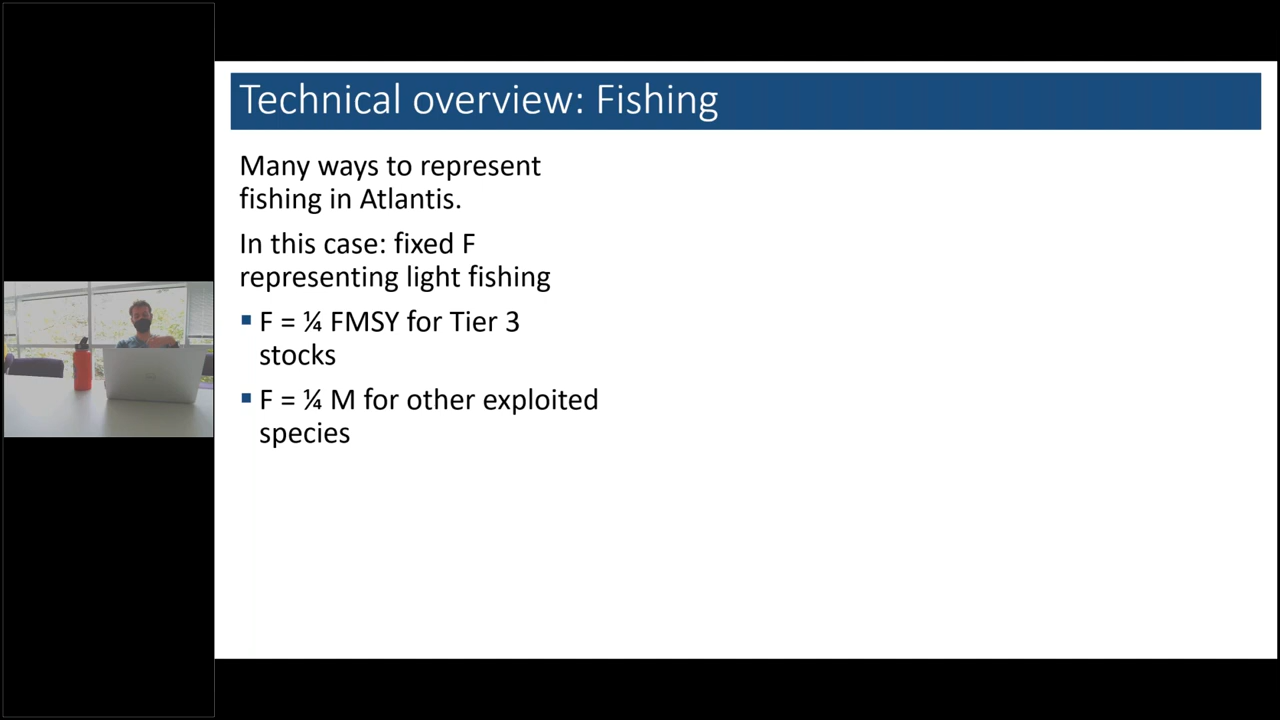 Technical overview: Fishing
Many ways to represent
fishing in Atlantis.
In this case: fixed F
representing light fishing
▪ F = ¼ FMSY for Tier 3
stocks
▪ F = ¼ M for other exploited
species